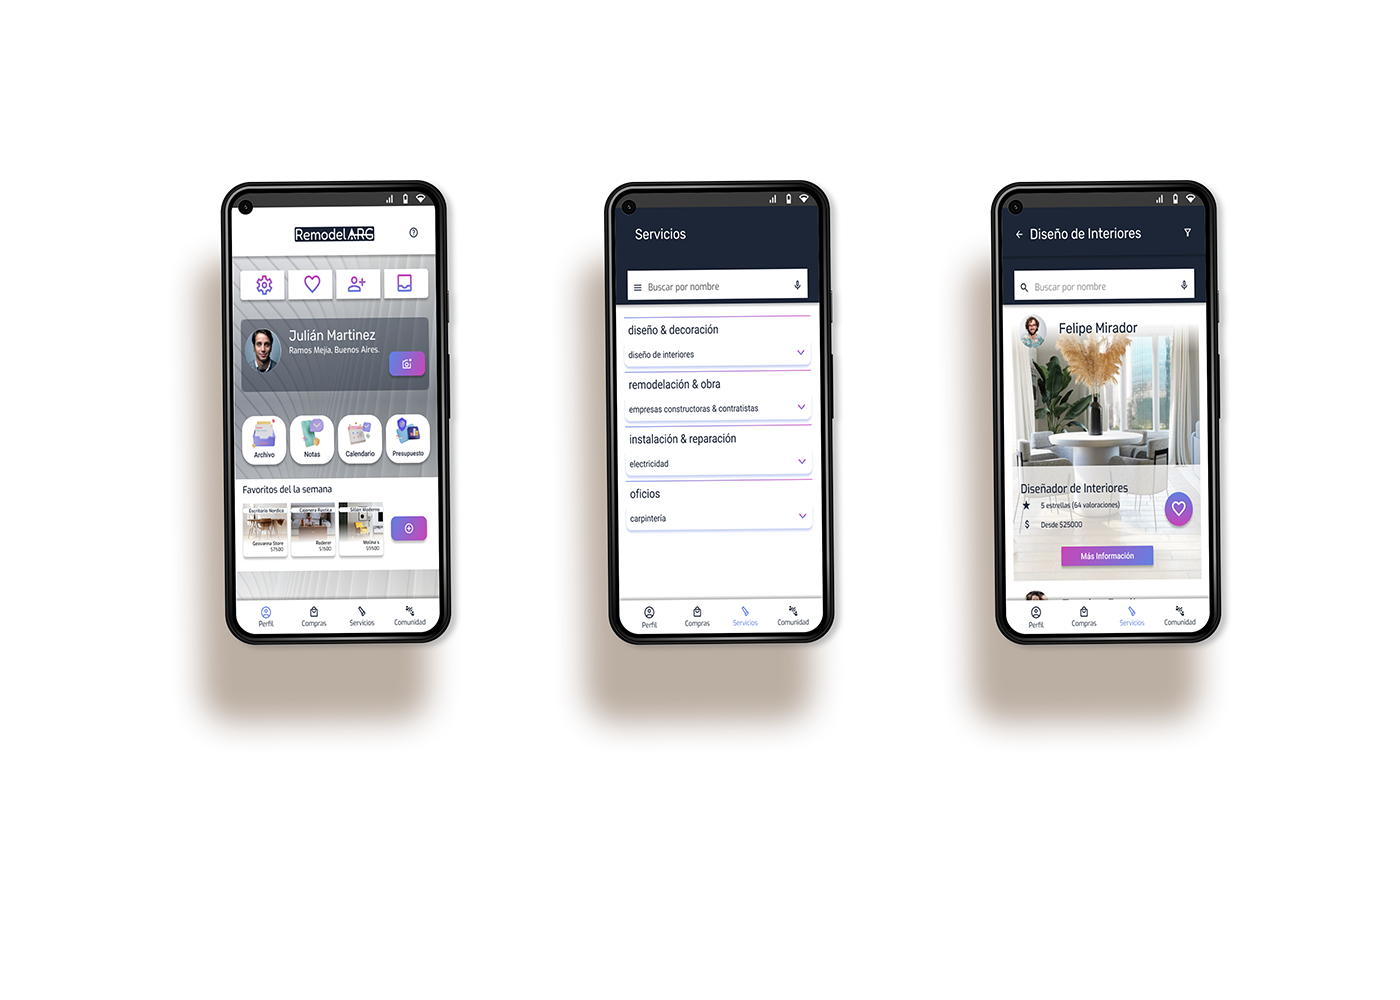 RemodelARG
Julián Martinez
Ramos Mejía, Buenos Aires.
Archivo
Notas
Calendario
Presupuesto
Favoritos del la semana
Escritorio Nordico
Geovanna Store
$7500
Cajonera Rustica
Roderer
$1500
Sillón Moderno
Molina s
$9500
Perfil
Compras
Servicios
Comunidad
Servicios
Buscar por nombre
diseño & decoración
diseño de interiores
remodelación & obra
empresas constructoras & contratistas
instalación & reparación
electricidad
oficios
carpintería
Perfil
Compras
Servicios
Comunidad
Diseño de Interiores
Buscar por nombre
Felipe Mirador
Diseñador de Interiores
5 estrellas (64 valoraciones)
$ Desde $25000
Más Información
Perfil
Compras
Servicios
Comunidad